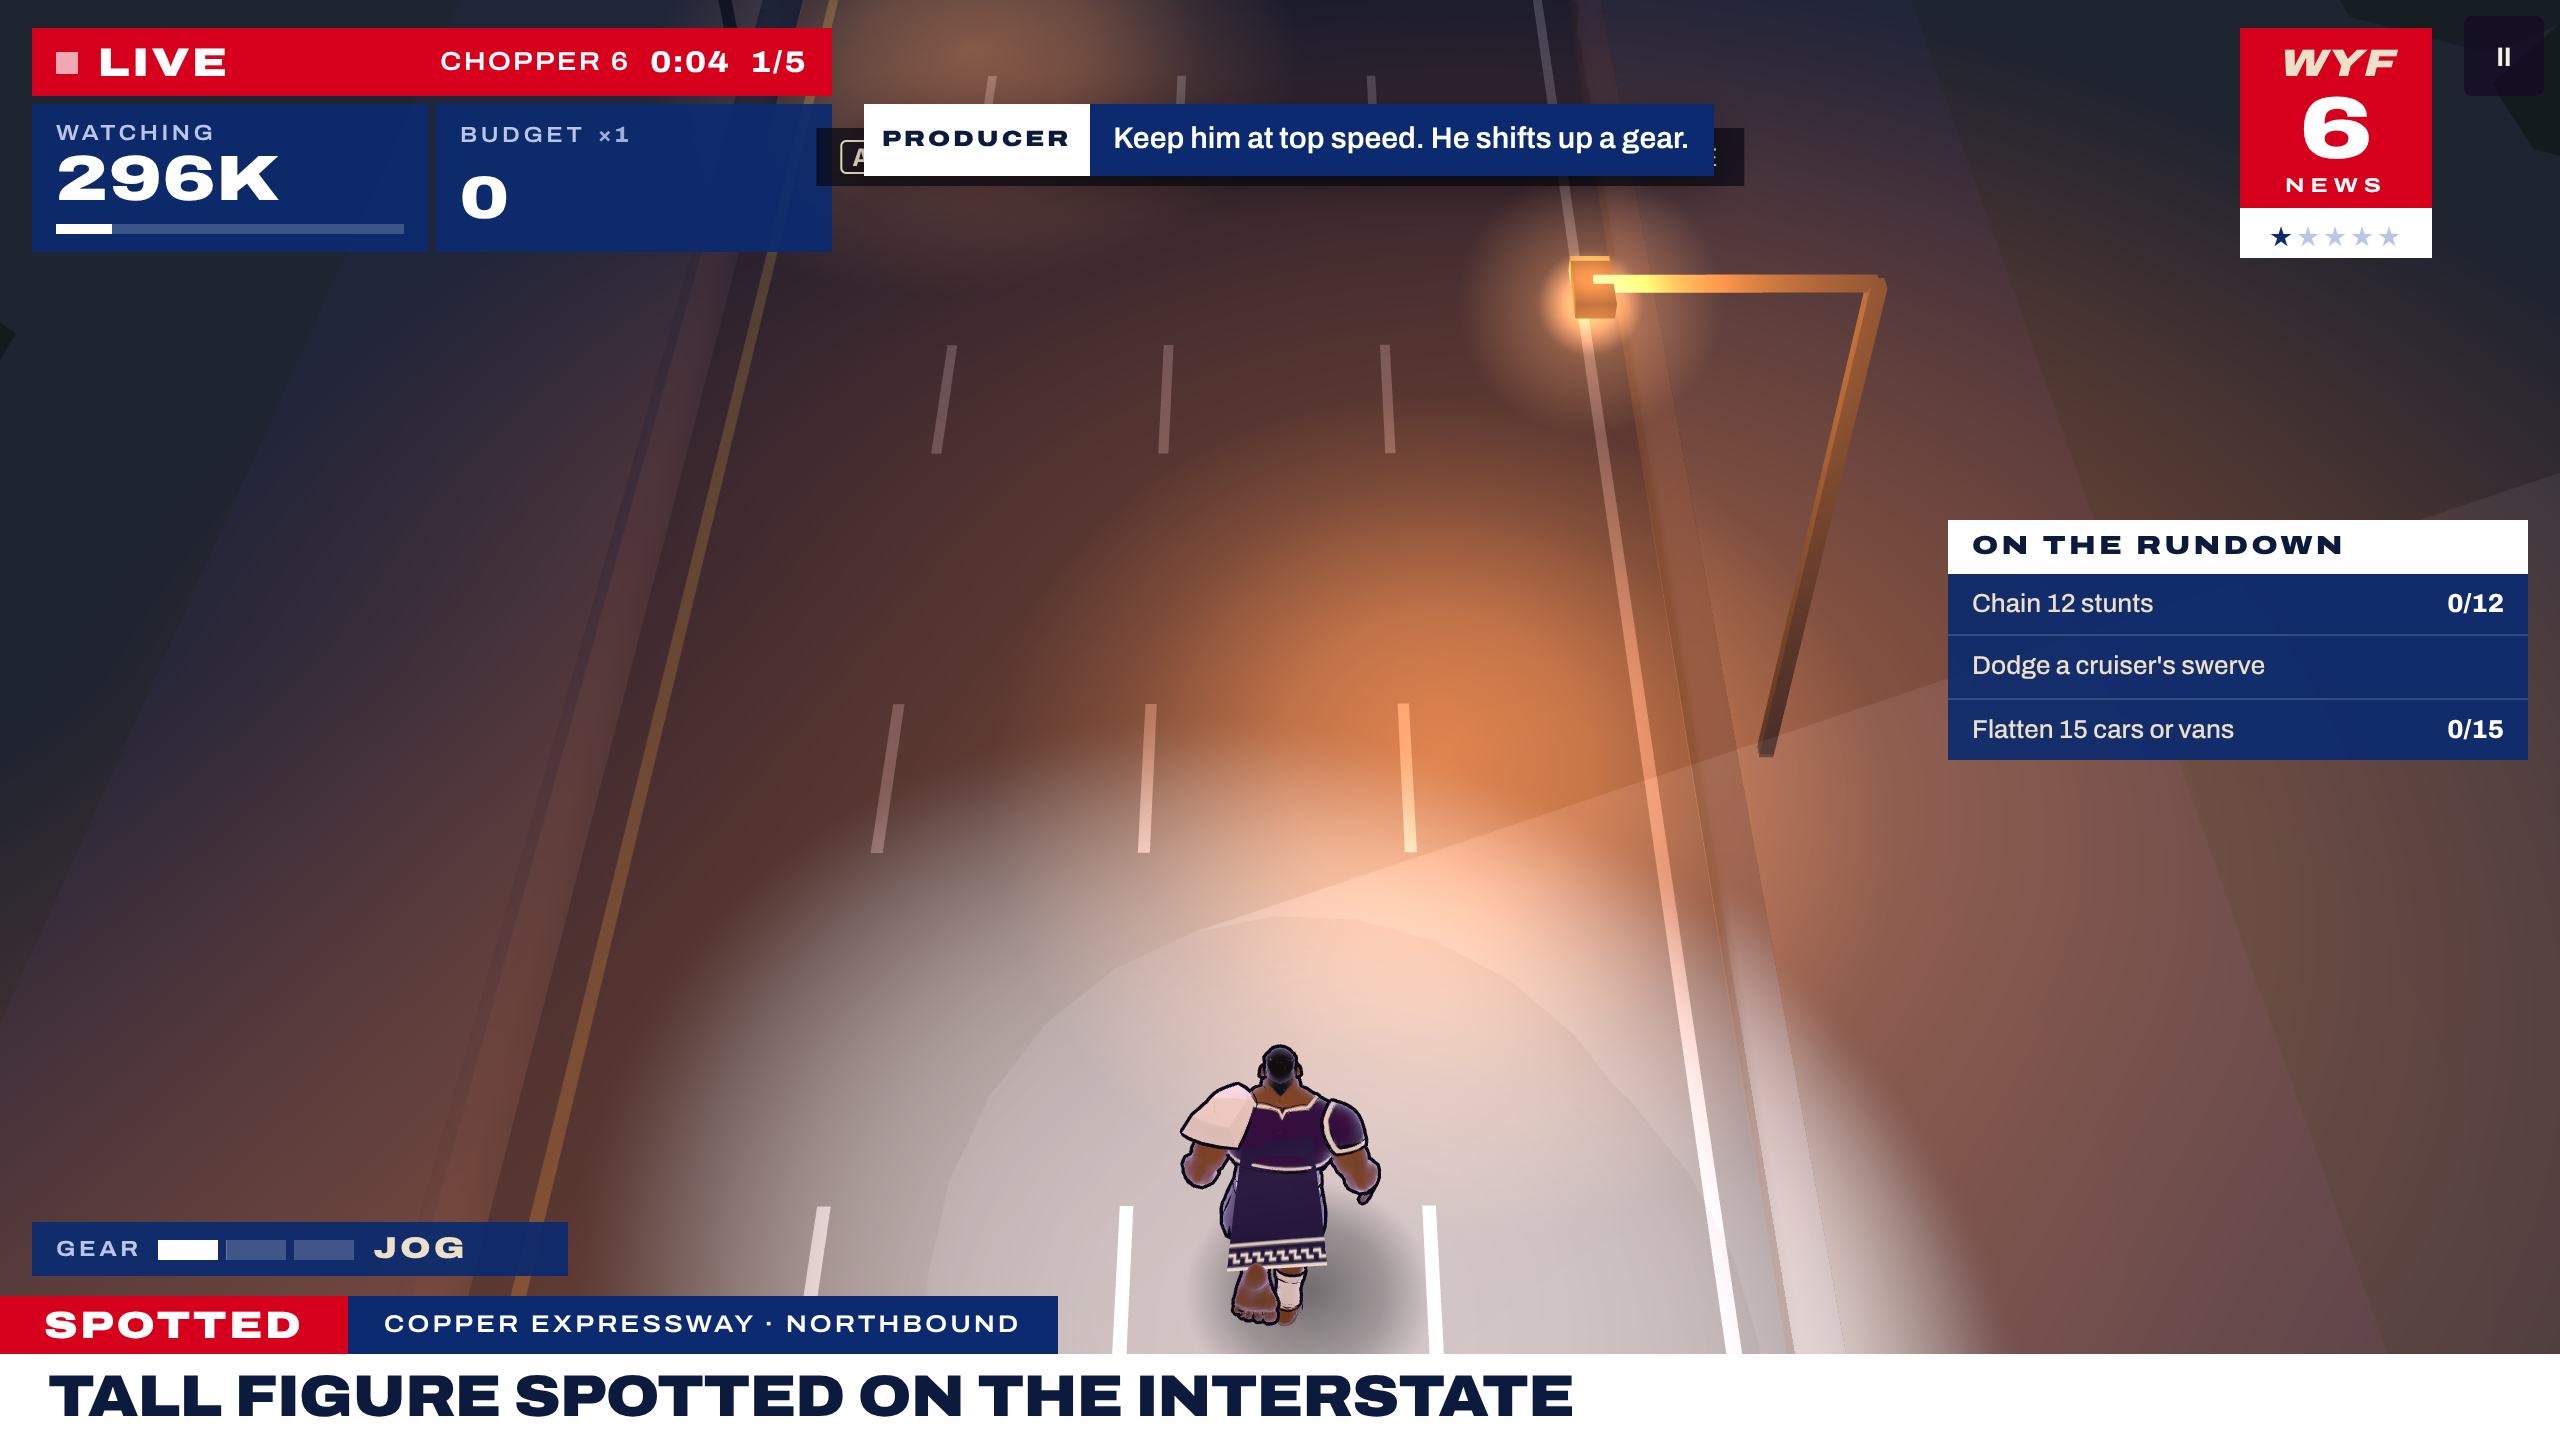 LIVE CHOPPER 6 0:04 1/5
WATCHING
296K
BUDGET ×1
0
PRODUCER Keep him at top speed. He shifts up a gear.
WYF
6
NEWS
ON THE RUNDOWN
Chain 12 stunts 0/12
Dodge a cruiser's swerve
Flatten 15 cars or vans 0/15
GEAR JOG
SPOTTED COPPER EXPRESSWAY · NORTHBOUND
TALL FIGURE SPOTTED ON THE INTERSTATE